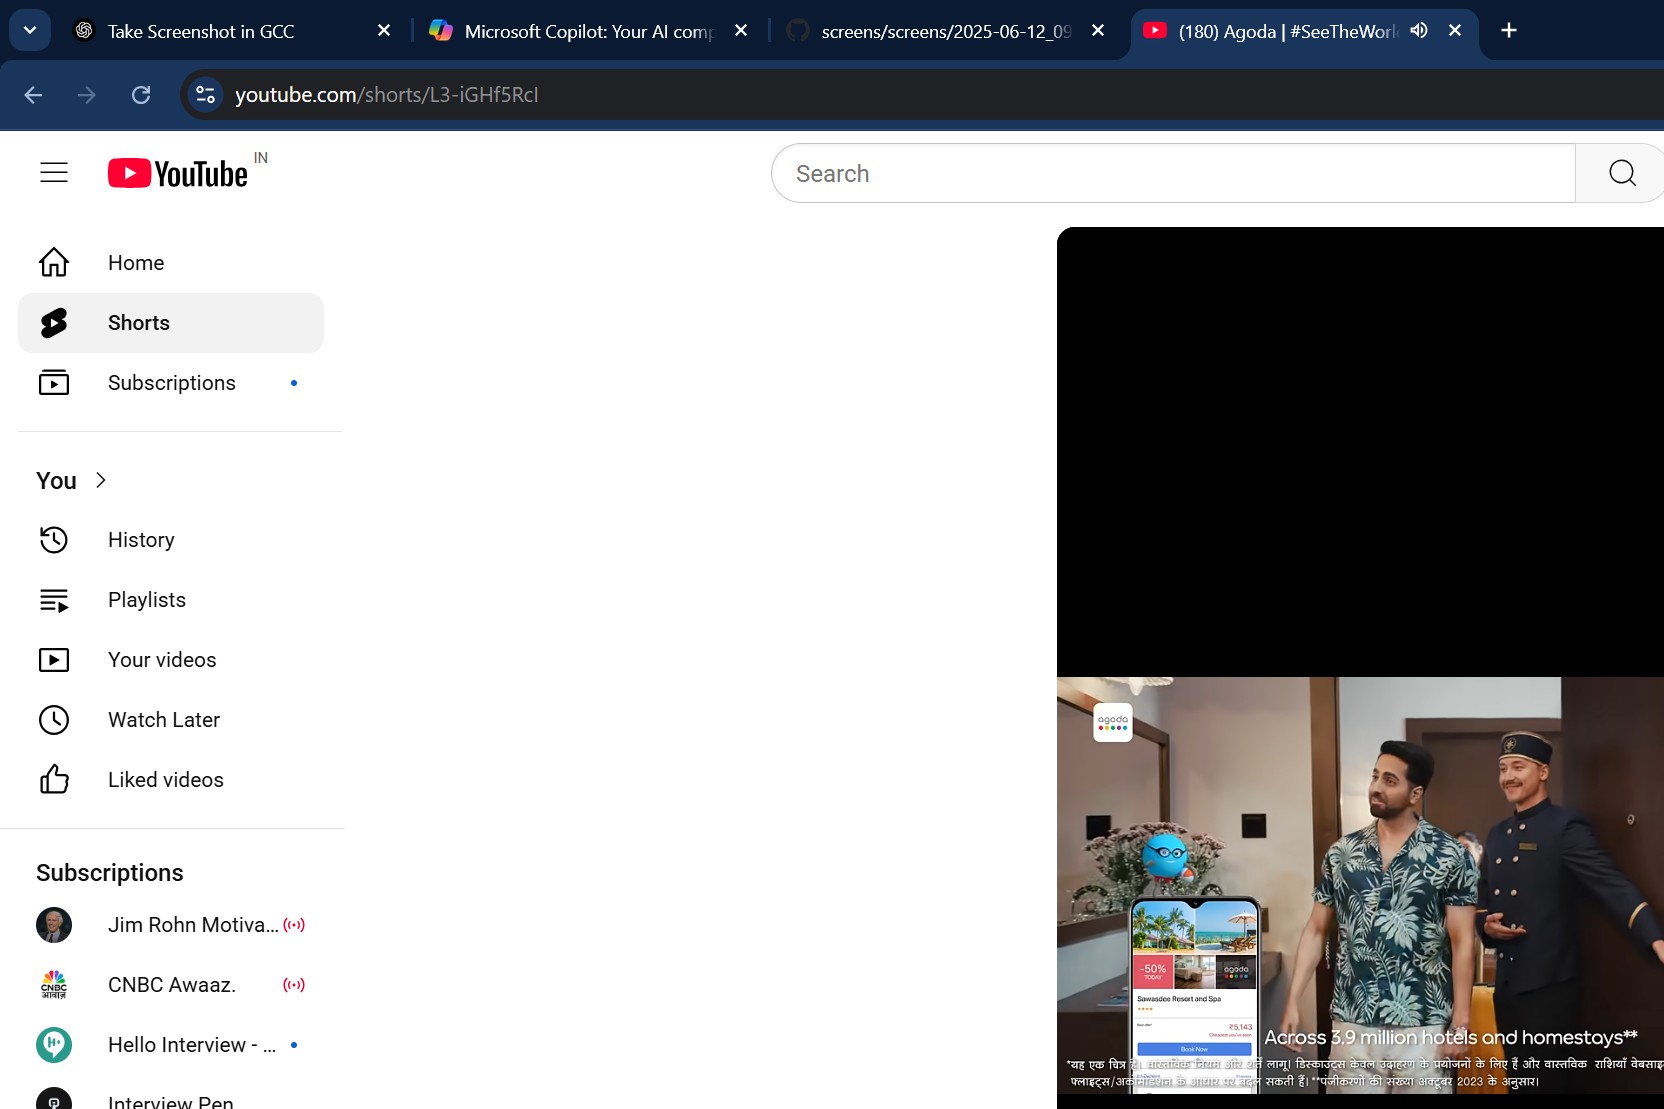 Take Screenshot in GCC
Microsoft Copilot: Your AI comp
screens/screens/2025-06-12_09
(180) Agoda | #SeeTheWorl
youtube.com/shorts/L3-iGHf5RcI
YouTube IN
Search
Home
Shorts
Subscriptions
You
History
Playlists
Your videos
Watch Later
Liked videos
Subscriptions
Jim Rohn Motiva...
CNBC Awaaz.
Hello Interview - ...
Interview Pen
CNBC
आवाज़
agoda
-50%
TODAY
agoda
Sawasdee Resort and Spa
₹5,143
Book Now
Across 3.9 million hotels and homestays**
*यह एक चित्र है। वास्तविक नियम और शर्तें लागू। डिस्काउंट्स केवल उदाहरण के प्रयोजनों के लिए हैं और वास्तविक राशियाँ
फ्लाइट्स/अकोमोडेशन के आधार पर बदल सकती हैं। **पंजीकरणों की संख्या अक्टूबर 2023 के अनुसार।